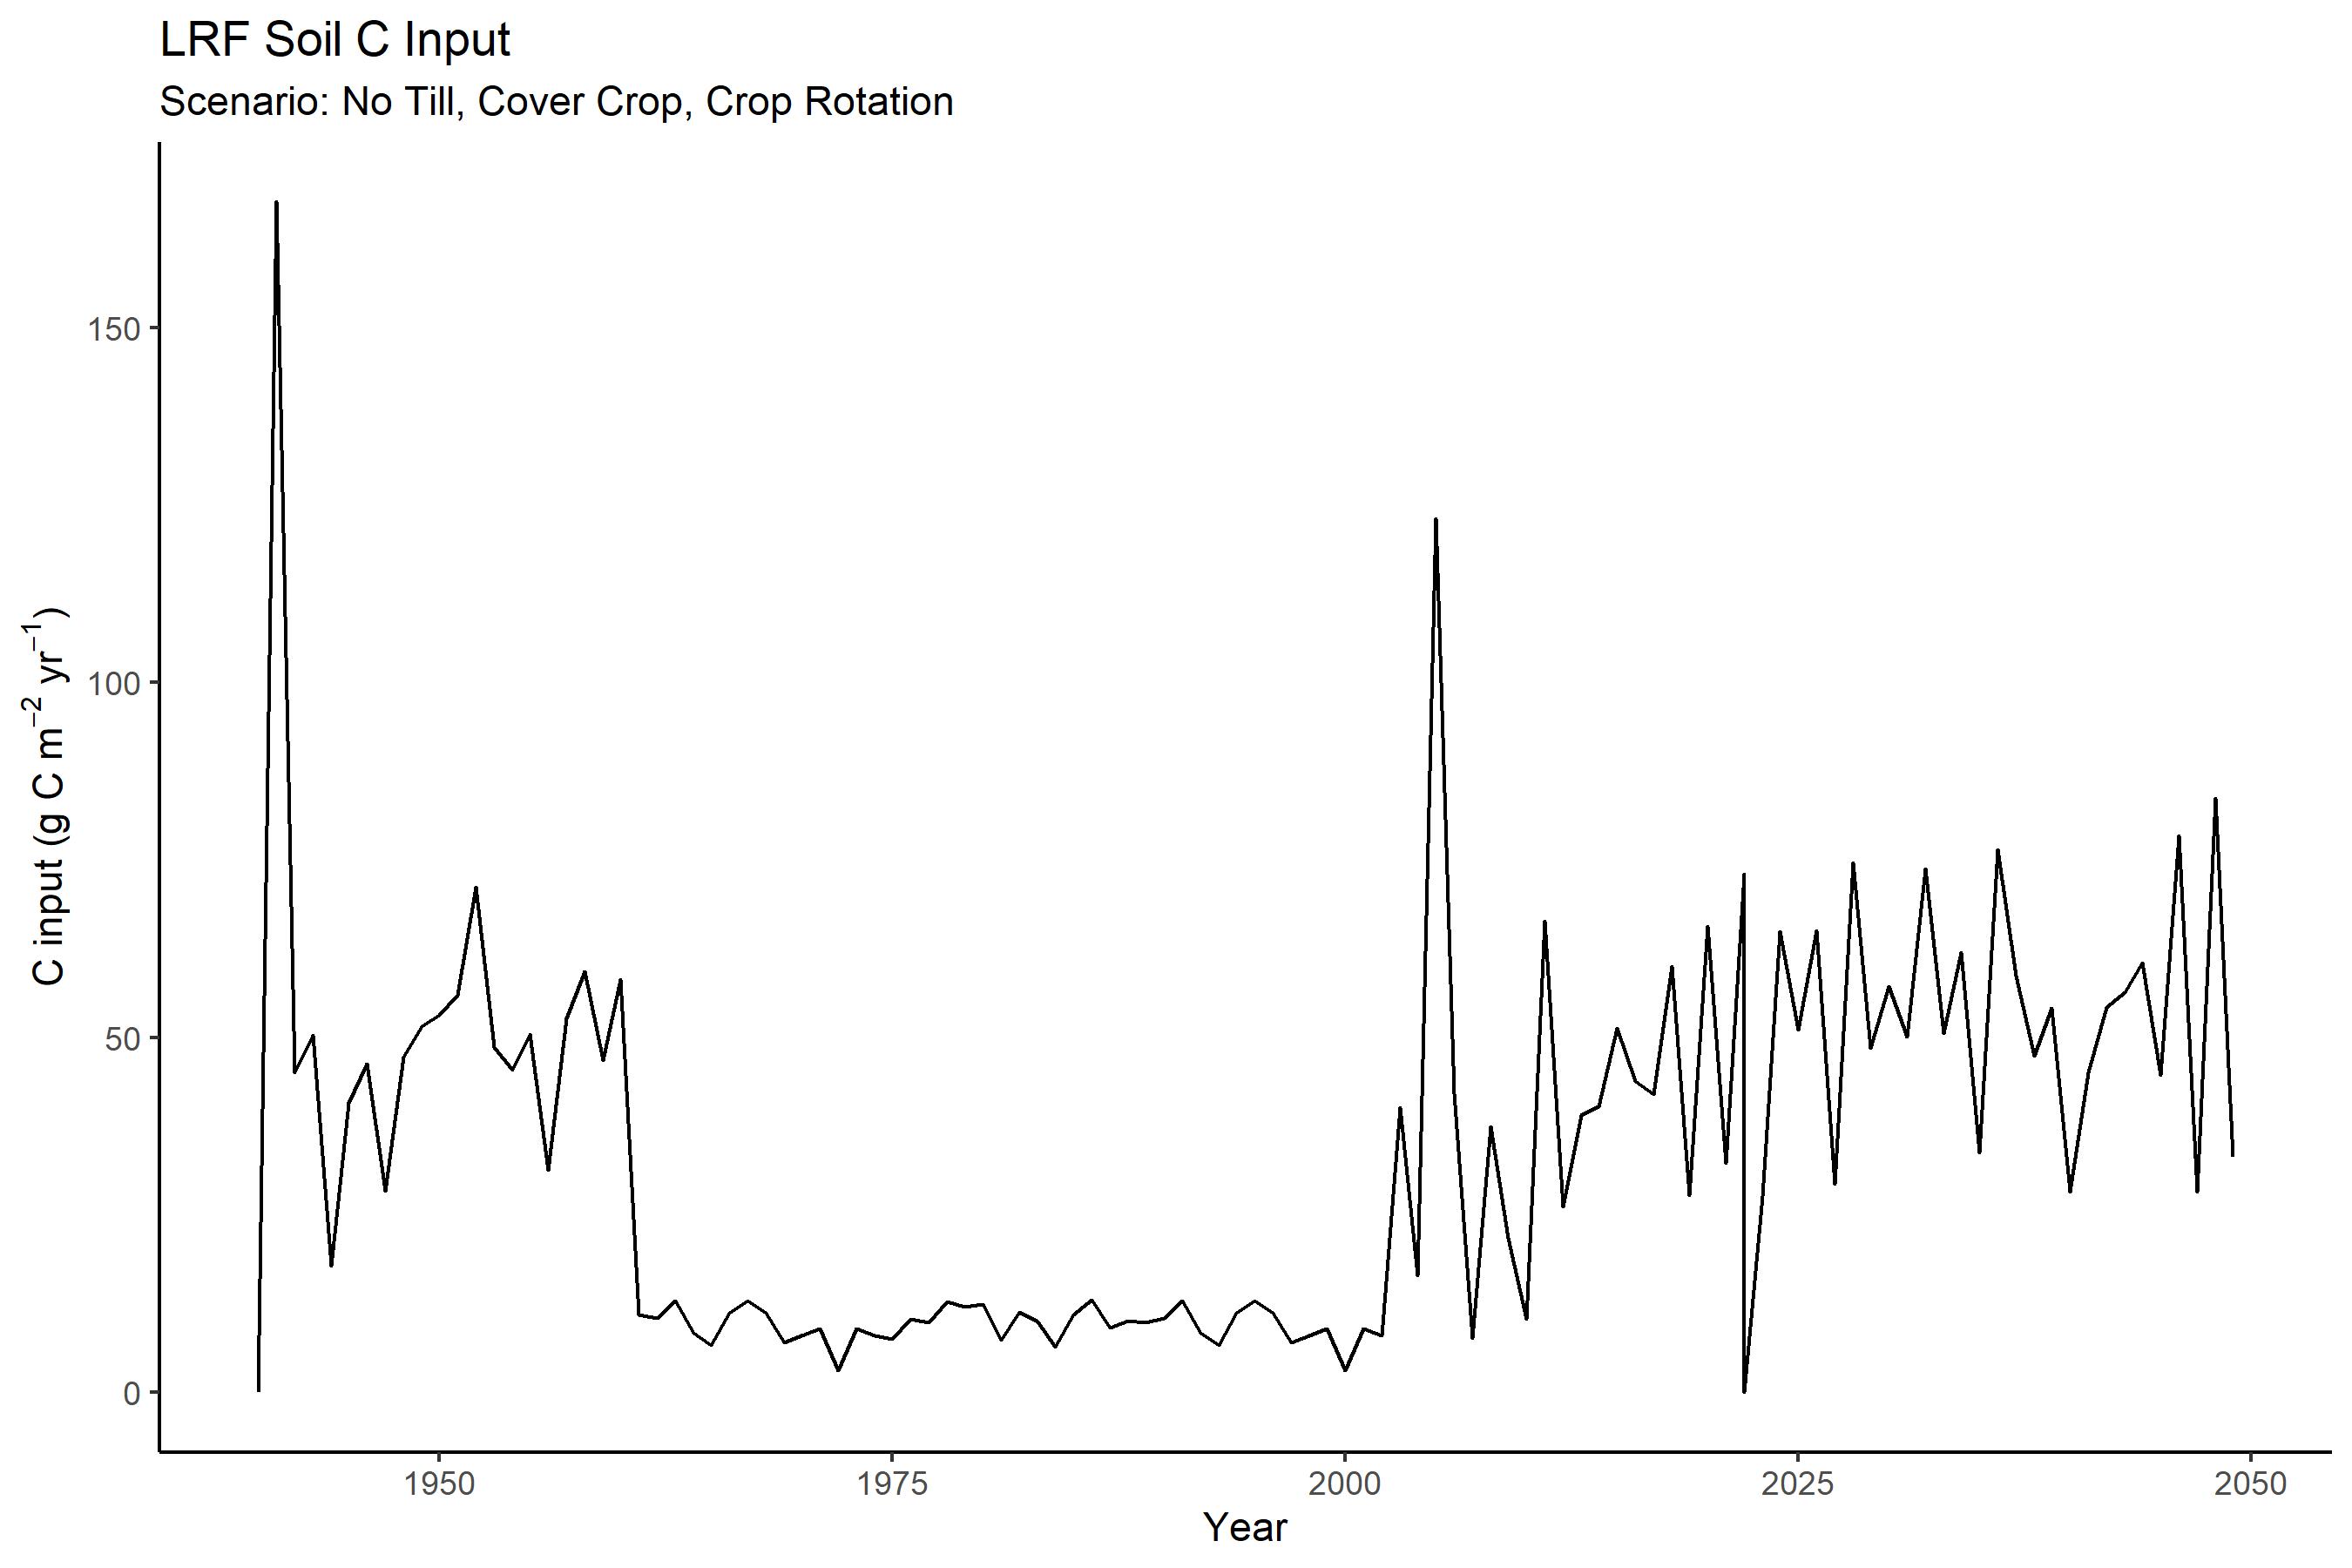 LRF Soil C Input
Scenario: No Till, Cover Crop, Crop Rotation
C input (g C m⁻² yr⁻¹)
150
100
50
0
1950 1975 2000 2025 2050
Year